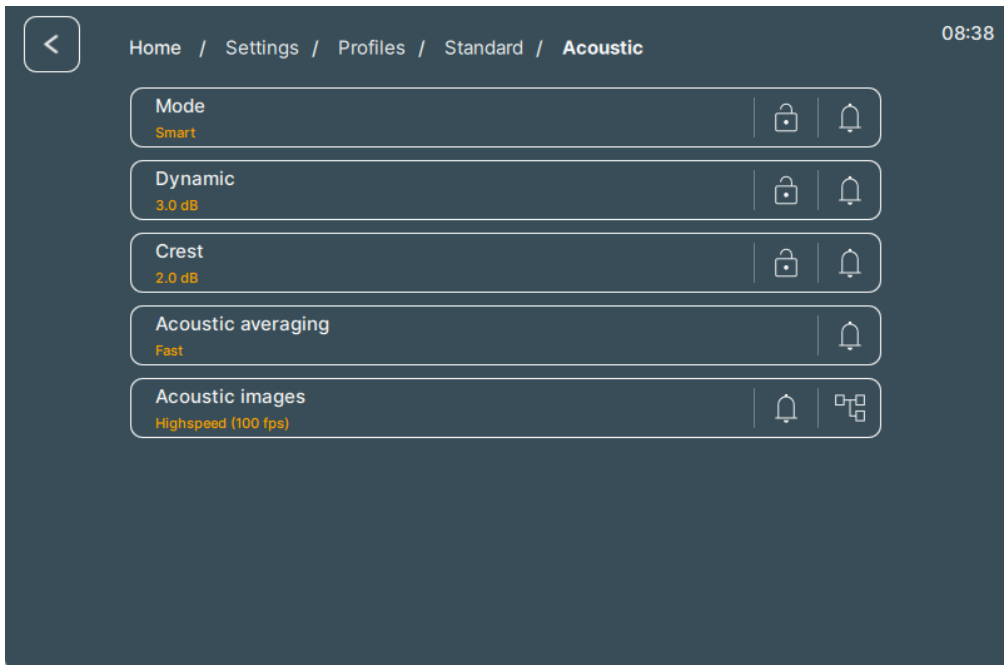 08:38
Home / Settings / Profiles / Standard / Acoustic
Mode
Smart
Dynamic
3.0 dB
Crest
2.0 dB
Acoustic averaging
Fast
Acoustic images
Highspeed (100 fps)